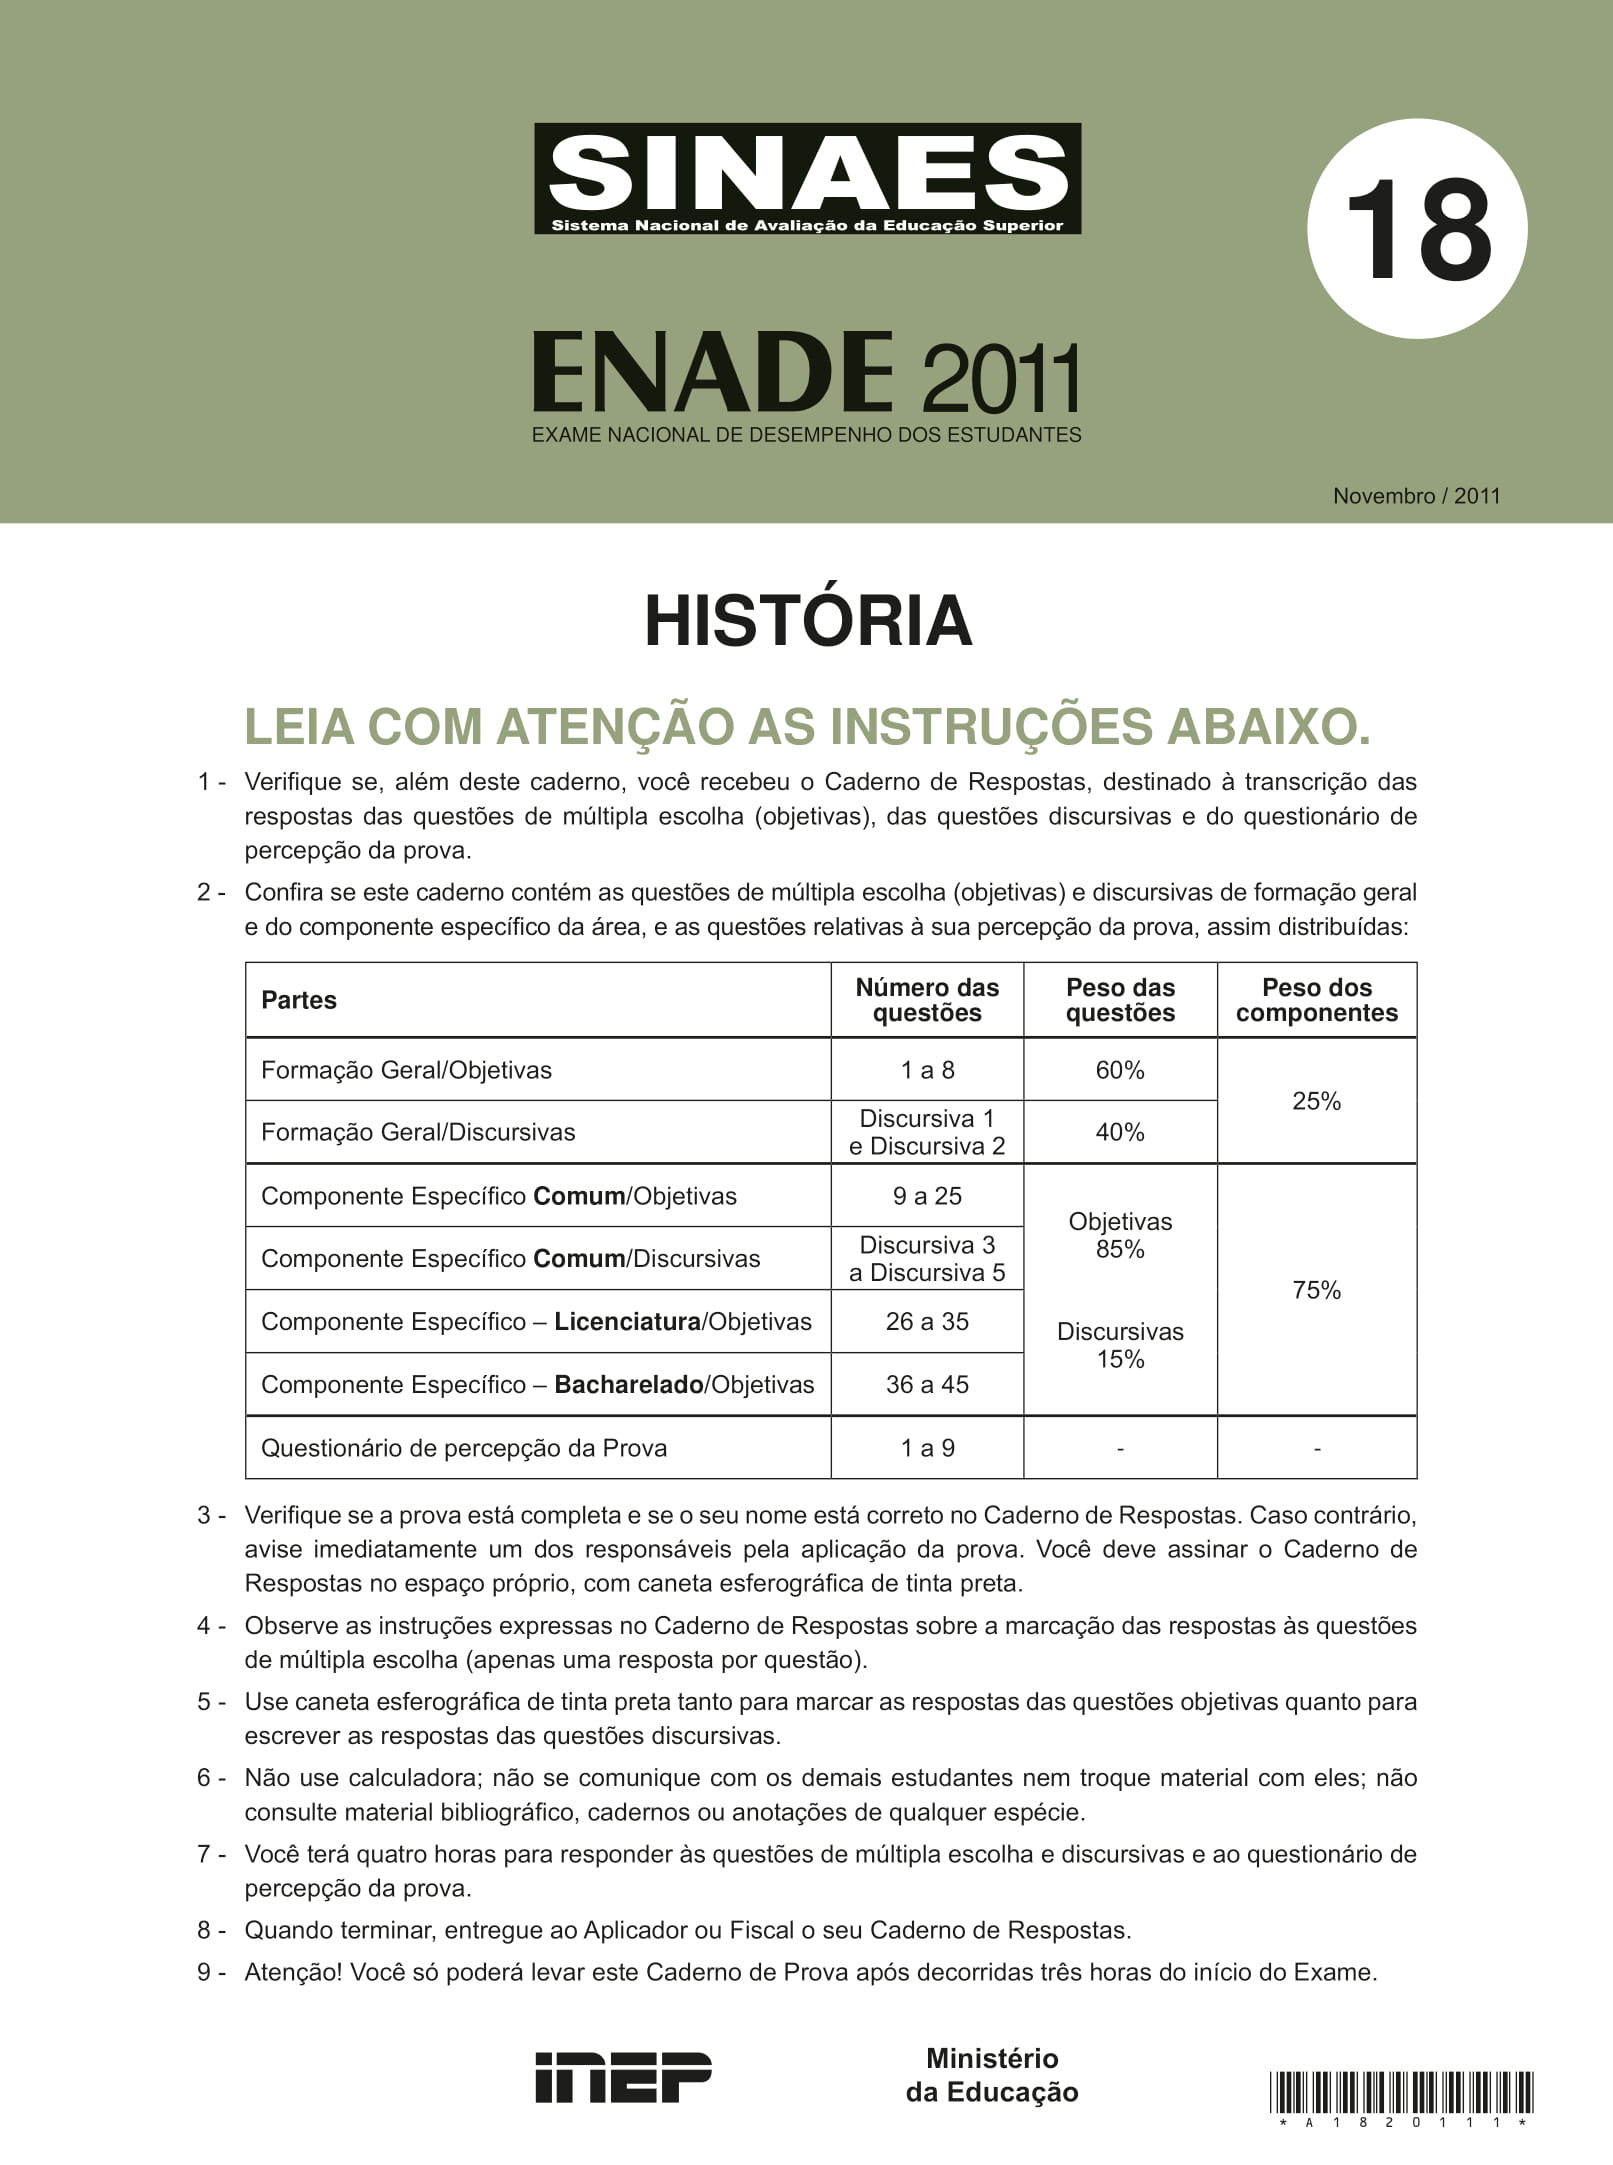 SINAES
Sistema Nacional de Avaliação da Educação Superior
18
ENADE 2011
EXAME NACIONAL DE DESEMPENHO DOS ESTUDANTES
Novembro / 2011
HISTÓRIA
LEIA COM ATENÇÃO AS INSTRUÇÕES ABAIXO.
1 - Verifique se, além deste caderno, você recebeu o Caderno de Respostas, destinado à transcrição das
respostas das questões de múltipla escolha (objetivas), das questões discursivas e do questionário de
percepção da prova.
2 - Confira se este caderno contém as questões de múltipla escolha (objetivas) e discursivas de formação geral
e do componente específico da área, e as questões relativas à sua percepção da prova, assim distribuídas:
Partes
Número das
questões
Peso das
questões
Peso dos
componentes
Formação Geral/Objetivas
1 a 8
60%
25%
Formação Geral/Discursivas
Discursiva 1
e Discursiva 2
40%
Componente Específico Comum/Objetivas
9 a 25
Objetivas
85%
Discursivas
15%
75%
Componente Específico Comum/Discursivas
Discursiva 3
a Discursiva 5
Componente Específico – Licenciatura/Objetivas
26 a 35
Componente Específico – Bacharelado/Objetivas
36 a 45
Questionário de percepção da Prova
1 a 9
-
-
3 - Verifique se a prova está completa e se o seu nome está correto no Caderno de Respostas. Caso contrário,
avise imediatamente um dos responsáveis pela aplicação da prova. Você deve assinar o Caderno de
Respostas no espaço próprio, com caneta esferográfica de tinta preta.
4 - Observe as instruções expressas no Caderno de Respostas sobre a marcação das respostas às questões
de múltipla escolha (apenas uma resposta por questão).
5 - Use caneta esferográfica de tinta preta tanto para marcar as respostas das questões objetivas quanto para
escrever as respostas das questões discursivas.
6 - Não use calculadora; não se comunique com os demais estudantes nem troque material com eles; não
consulte material bibliográfico, cadernos ou anotações de qualquer espécie.
7 - Você terá quatro horas para responder às questões de múltipla escolha e discursivas e ao questionário de
percepção da prova.
8 - Quando terminar, entregue ao Aplicador ou Fiscal o seu Caderno de Respostas.
9 - Atenção! Você só poderá levar este Caderno de Prova após decorridas três horas do início do Exame.
INEP
Ministério
da Educação
*A1820111*